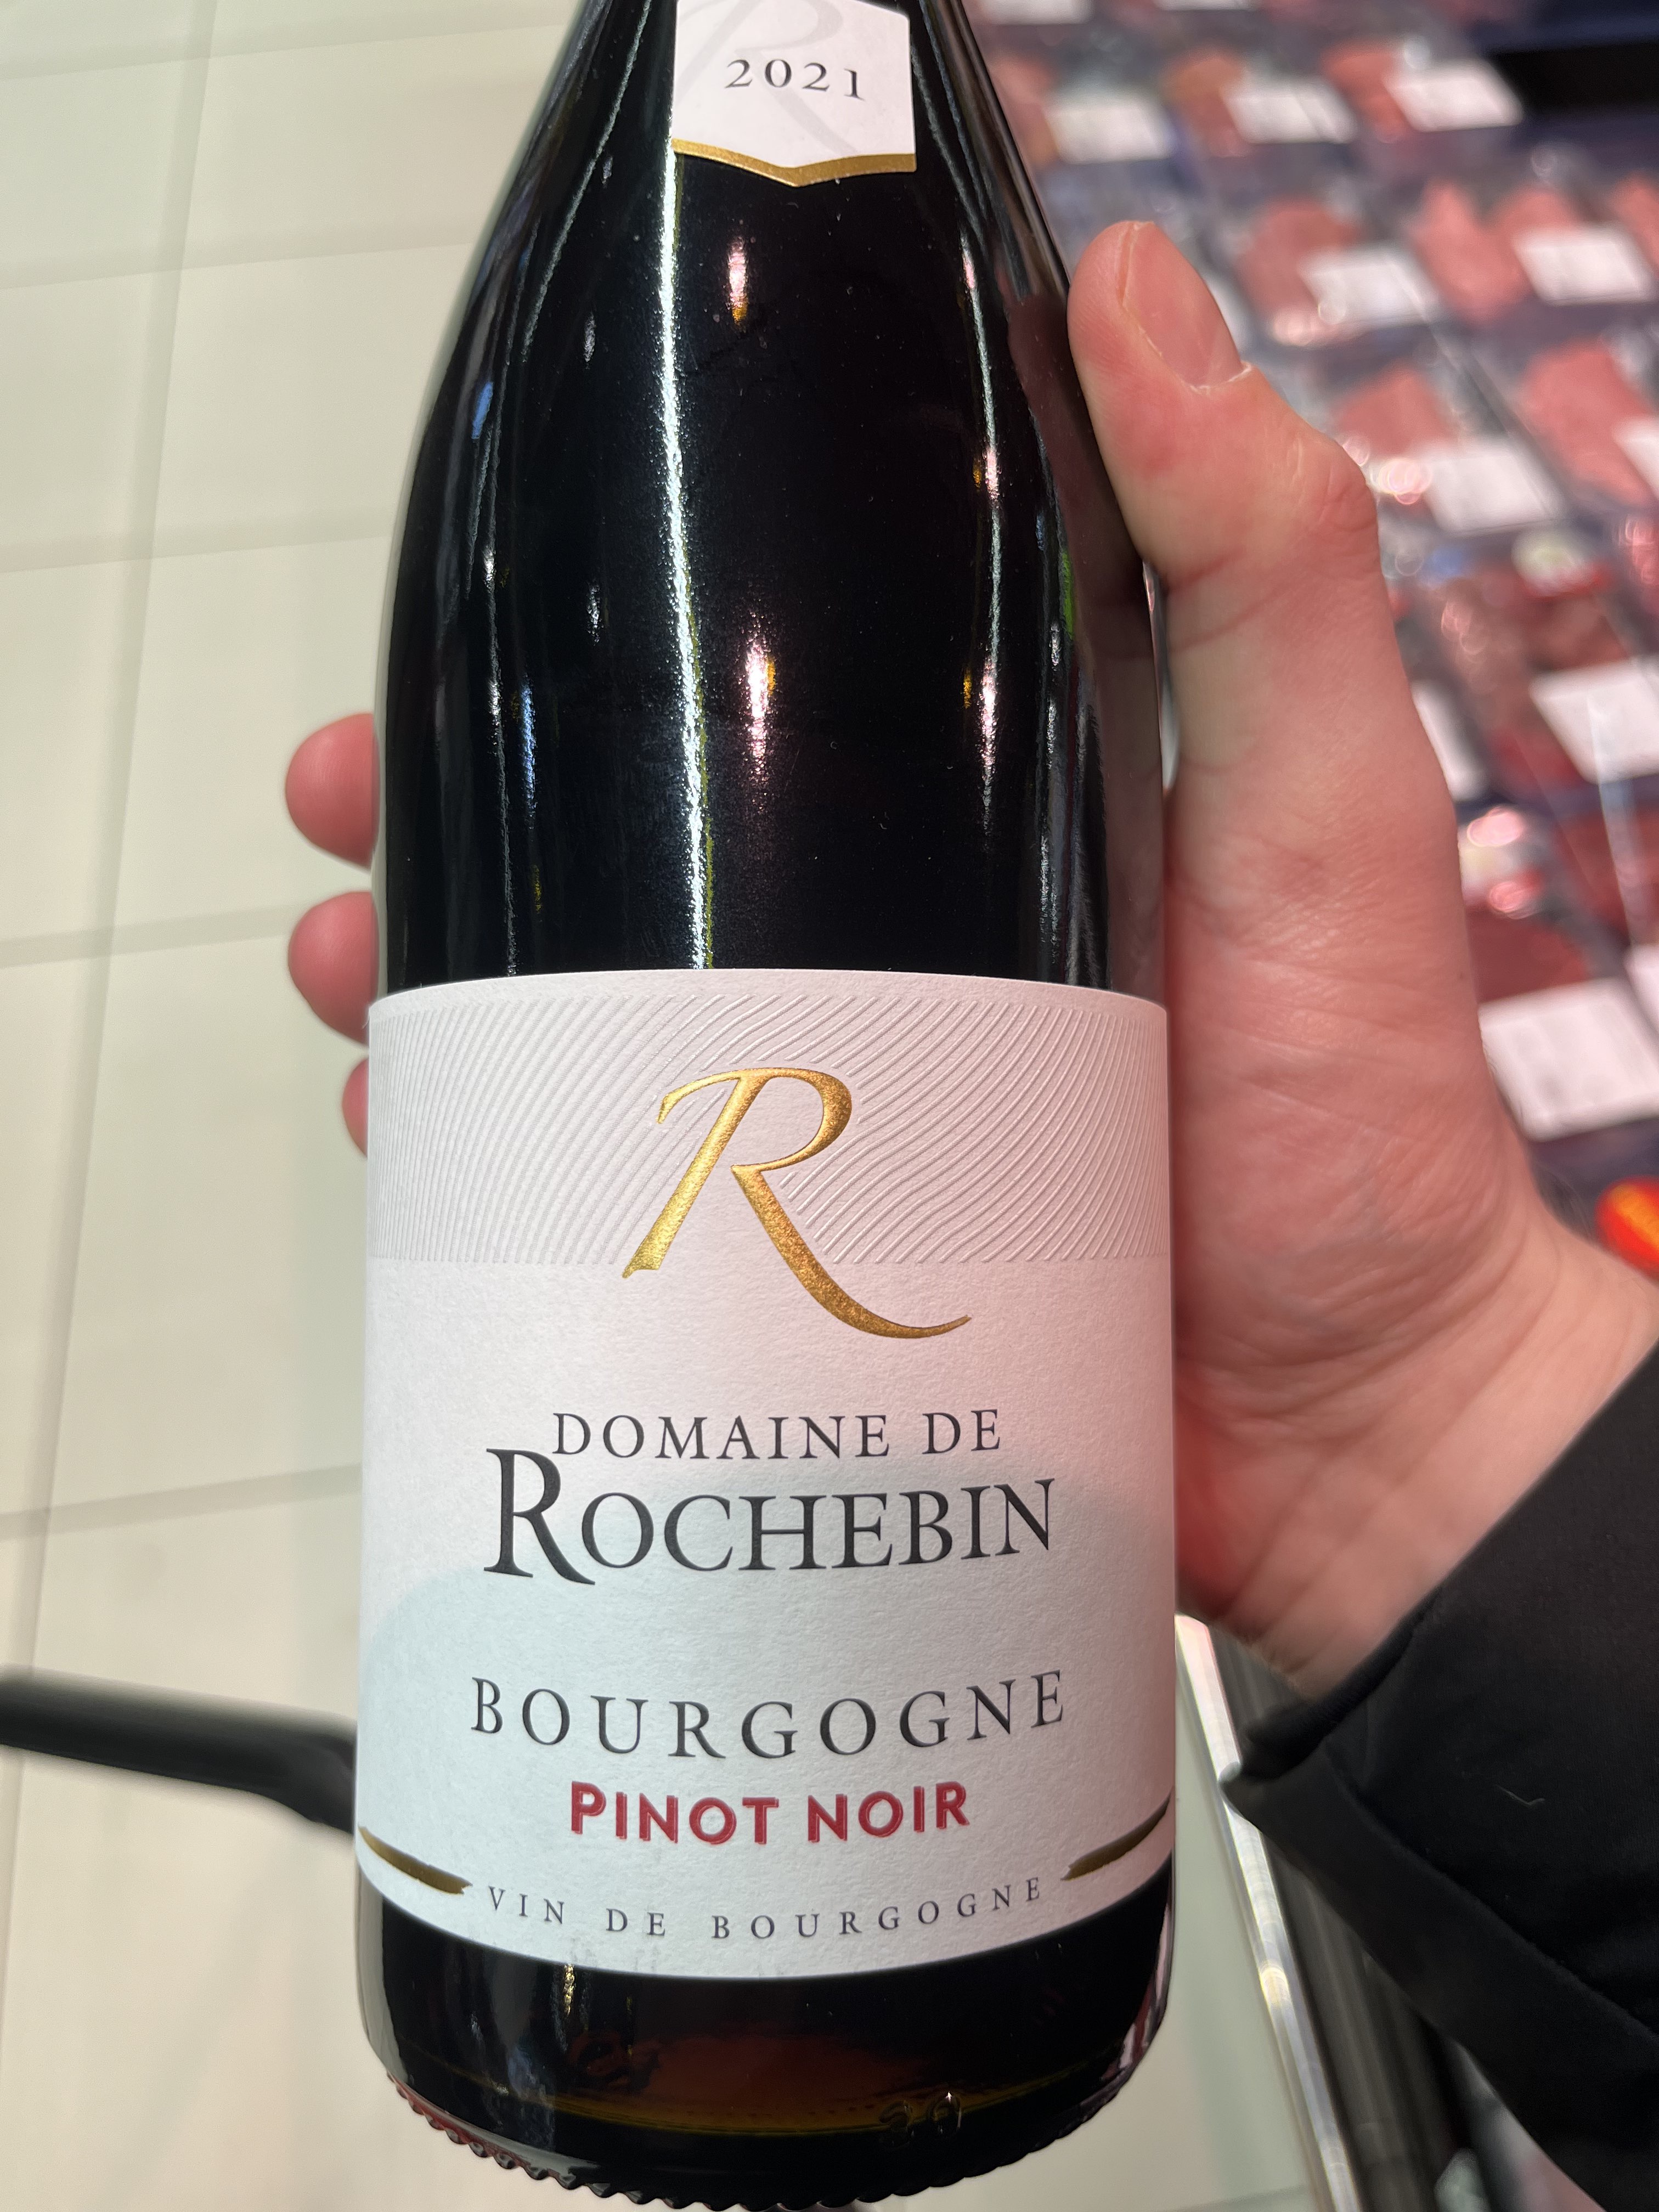 2021
R
DOMAINE DE
ROCHEBIN
BOURGOGNE
PINOT NOIR
VIN DE BOURGOGNE